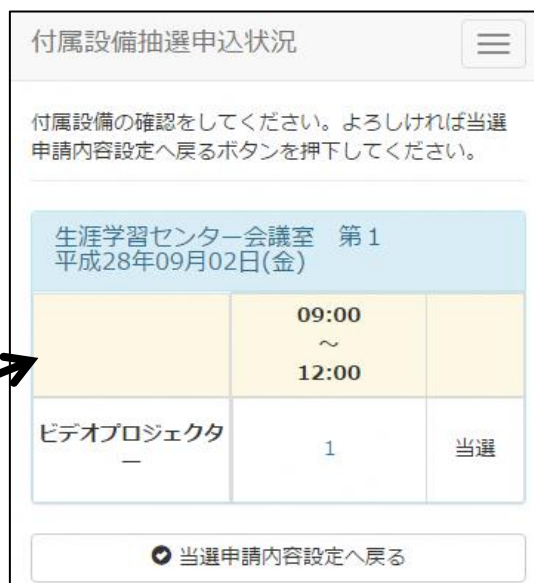 付属設備抽選申込状況
付属設備の確認をしてください。よろしければ当選
申請内容設定へ戻るボタンを押下してください。
生涯学習センター会議室　第１
平成28年09月02日(金)
09:00
～
12:00
ビデオプロジェクタ
ー
1
当選
当選申請内容設定へ戻る